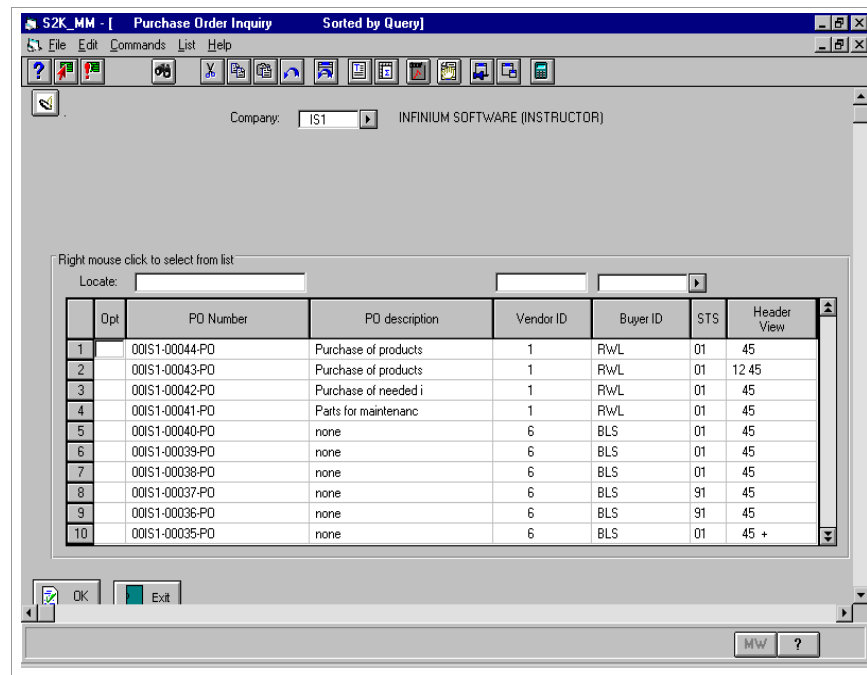 S2K_MM - [ Purchase Order Inquiry Sorted by Query]
File Edit Commands List Help
Company: IS1 INFINIUM SOFTWARE (INSTRUCTOR)
Right mouse click to select from list
Locate:
Opt PO Number PO description Vendor ID Buyer ID STS Header View
1 00IS1-00044-PO Purchase of products 1 RWL 01 45
2 00IS1-00043-PO Purchase of products 1 RWL 01 12 45
3 00IS1-00042-PO Purchase of needed i 1 RWL 01 45
4 00IS1-00041-PO Parts for maintenanc 1 RWL 01 45
5 00IS1-00040-PO none 6 BLS 01 45
6 00IS1-00039-PO none 6 BLS 01 45
7 00IS1-00038-PO none 6 BLS 01 45
8 00IS1-00037-PO none 6 BLS 91 45
9 00IS1-00036-PO none 6 BLS 91 45
10 00IS1-00035-PO none 6 BLS 01 45 +
OK Exit
MW ?